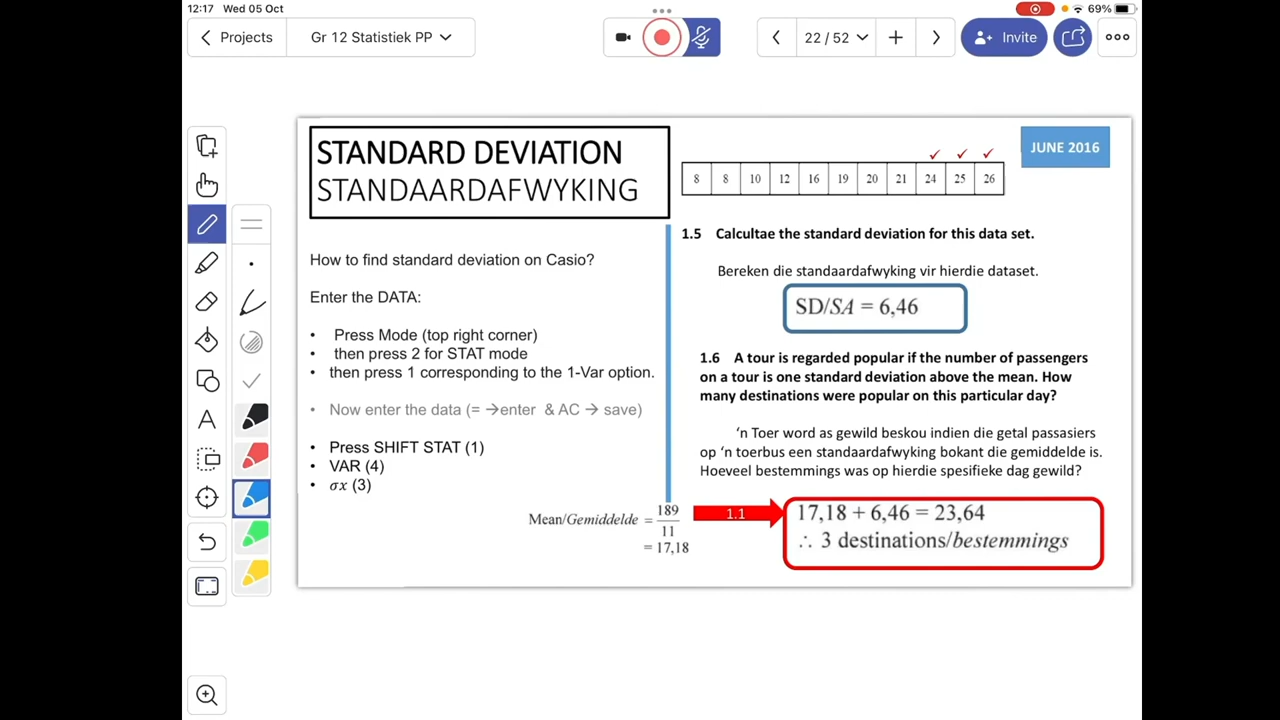 12:17 Wed 05 Oct
69%
Projects
Gr 12 Statistiek PP
22 / 52
Invite
STANDARD DEVIATION
STANDAARDAFWYKING
8 8 10 12 16 19 20 21 24 25 26
JUNE 2016
How to find standard deviation on Casio?
Enter the DATA:
• Press Mode (top right corner)
• then press 2 for STAT mode
• then press 1 corresponding to the 1-Var option.
• Now enter the data (= →enter & AC → save)
• Press SHIFT STAT (1)
• VAR (4)
• σx (3)
Mean/Gemiddelde = 189/11
= 17,18
1.5 Calcultae the standard deviation for this data set.
Bereken die standaardafwyking vir hierdie dataset.
SD/SA = 6,46
1.6 A tour is regarded popular if the number of passengers
on a tour is one standard deviation above the mean. How
many destinations were popular on this particular day?
‘n Toer word as gewild beskou indien die getal passasiers
op ‘n toerbus een standaardafwyking bokant die gemiddelde is.
Hoeveel bestemmings was op hierdie spesifieke dag gewild?
1.1
17,18 + 6,46 = 23,64
∴ 3 destinations/bestemmings
A